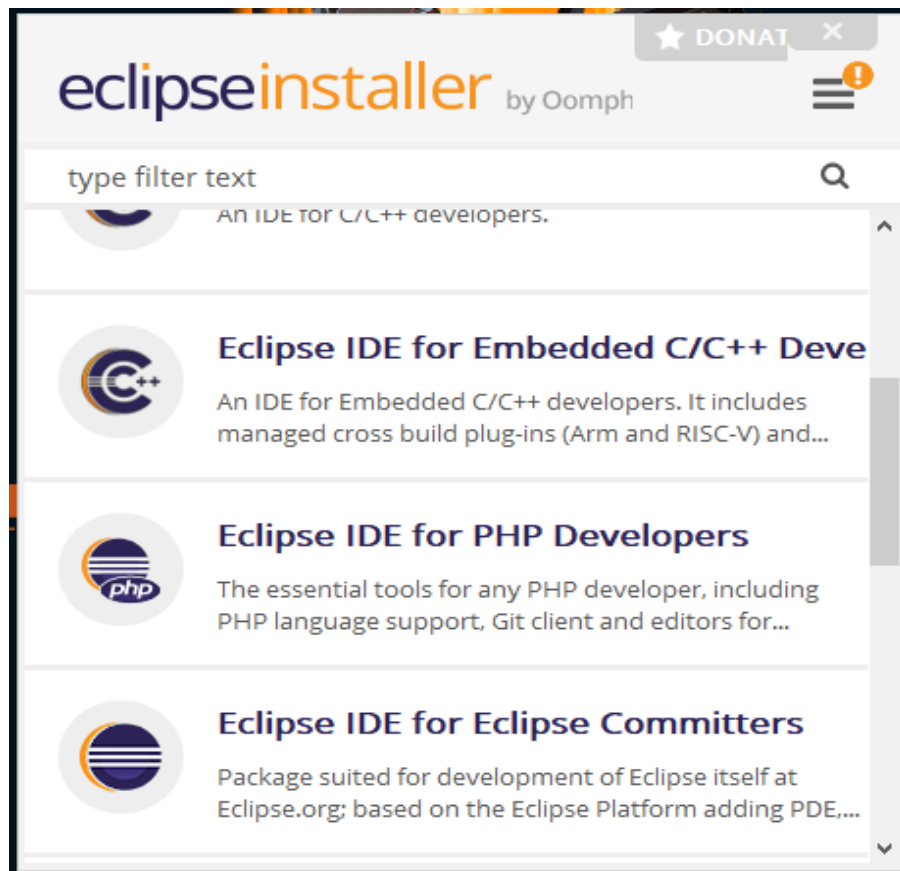 DONAT
eclipseinstaller by Oomph
type filter text
An IDE for C/C++ developers.
C++
Eclipse IDE for Embedded C/C++ Deve
An IDE for Embedded C/C++ developers. It includes
managed cross build plug-ins (Arm and RISC-V) and...
php
Eclipse IDE for PHP Developers
The essential tools for any PHP developer, including
PHP language support, Git client and editors for...
Eclipse IDE for Eclipse Committers
Package suited for development of Eclipse itself at
Eclipse.org; based on the Eclipse Platform adding PDE,...